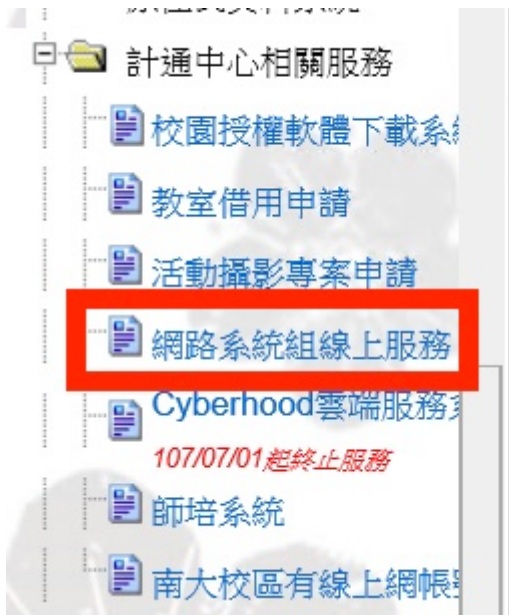 計通中心相關服務
校園授權軟體下載系
教室借用申請
活動攝影專案申請
網路系統組線上服務
Cyberhood雲端服務
107/07/01起終止服務
師培系統
南大校區有線上網帳